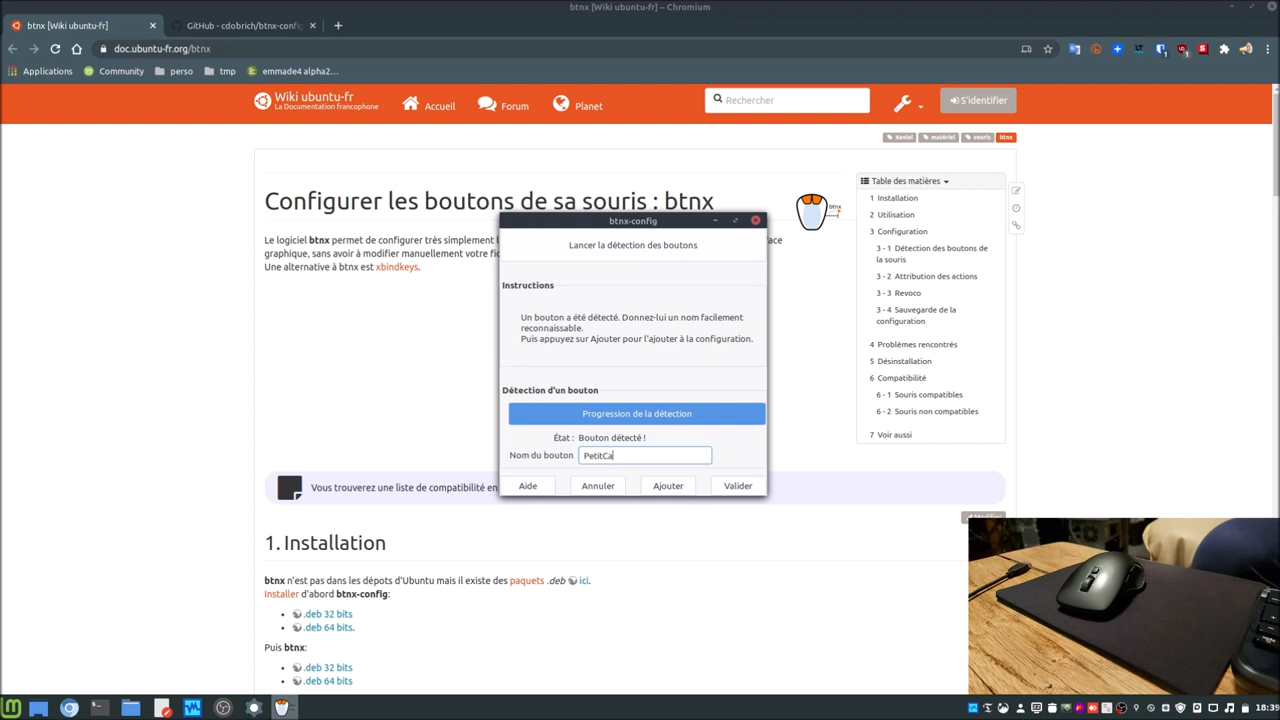 btnx [Wiki ubuntu-fr] – Chromium
btnx [Wiki ubuntu-fr]
GitHub - cdobrich/btnx-config
doc.ubuntu-fr.org/btnx
Applications
Community
perso
tmp
emmade4 alpha2...
Wiki ubuntu-fr
La Documentation francophone
Accueil
Forum
Planet
Rechercher
S'identifier
Xenial
matériel
souris
btnx
Configurer les boutons de sa souris : btnx
btnx
Le logiciel btnx permet de configurer très simplement l
ace
graphique, sans avoir à modifier manuellement votre fic
Une alternative à btnx est xbindkeys.
Table des matières
1 Installation
2 Utilisation
3 Configuration
3 - 1 Détection des boutons de
la souris
3 - 2 Attribution des actions
3 - 3 Revoco
3 - 4 Sauvegarde de la
configuration
4 Problèmes rencontrés
5 Désinstallation
6 Compatibilité
6 - 1 Souris compatibles
6 - 2 Souris non compatibles
7 Voir aussi
btnx-config
Lancer la détection des boutons
Instructions
Un bouton a été détecté. Donnez-lui un nom facilement
reconnaissable.
Puis appuyez sur Ajouter pour l'ajouter à la configuration.
Détection d'un bouton
Progression de la détection
État : Bouton détecté !
Nom du bouton PetitCa
Aide
Annuler
Ajouter
Valider
Vous trouverez une liste de compatibilité en
Modifier
1. Installation
btnx n'est pas dans les dépots d'Ubuntu mais il existe des paquets .deb ici.
Installer d'abord btnx-config:
.deb 32 bits
.deb 64 bits.
Puis btnx:
.deb 32 bits
.deb 64 bits
18:39